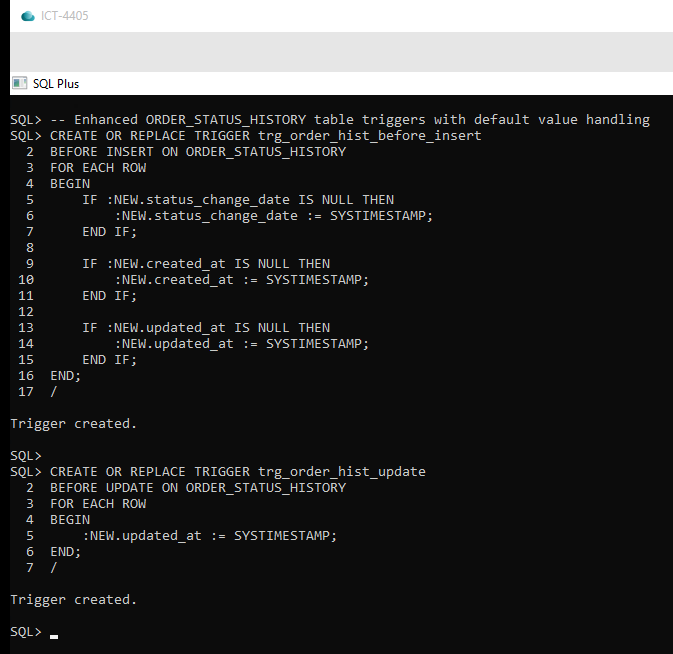 ICT-4405
SQL Plus
SQL> -- Enhanced ORDER_STATUS_HISTORY table triggers with default value handling
SQL> CREATE OR REPLACE TRIGGER trg_order_hist_before_insert
  2  BEFORE INSERT ON ORDER_STATUS_HISTORY
  3  FOR EACH ROW
  4  BEGIN
  5      IF :NEW.status_change_date IS NULL THEN
  6          :NEW.status_change_date := SYSTIMESTAMP;
  7      END IF;
  8
  9      IF :NEW.created_at IS NULL THEN
 10          :NEW.created_at := SYSTIMESTAMP;
 11      END IF;
 12
 13      IF :NEW.updated_at IS NULL THEN
 14          :NEW.updated_at := SYSTIMESTAMP;
 15      END IF;
 16  END;
 17  /
Trigger created.
SQL>
SQL> CREATE OR REPLACE TRIGGER trg_order_hist_update
  2  BEFORE UPDATE ON ORDER_STATUS_HISTORY
  3  FOR EACH ROW
  4  BEGIN
  5      :NEW.updated_at := SYSTIMESTAMP;
  6  END;
  7  /
Trigger created.
SQL>